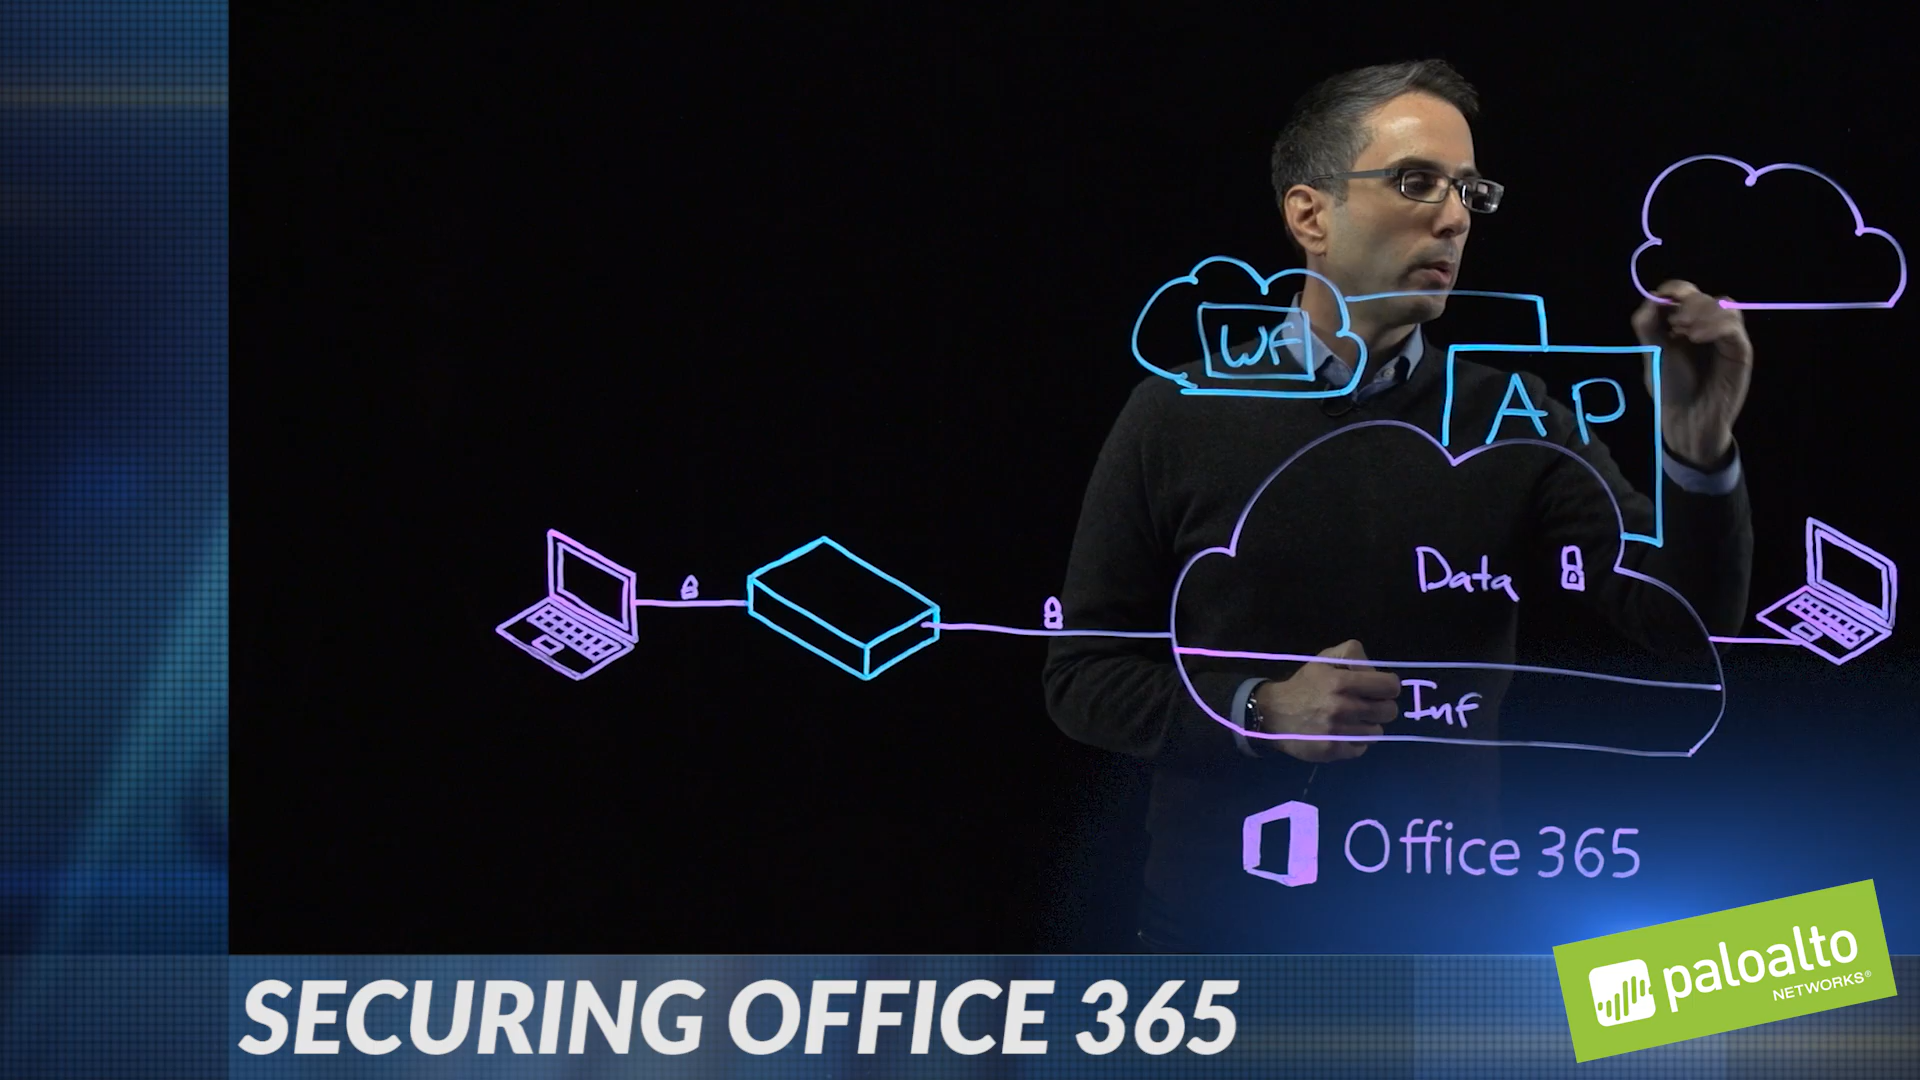 WF
AP
Data
Inf
Office 365
SECURING OFFICE 365
paloalto
NETWORKS®